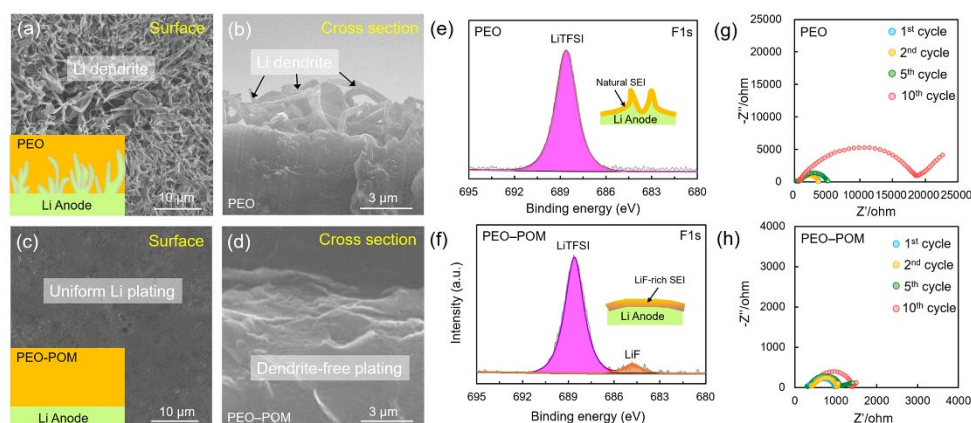 (a)
Surface
Li dendrite
PEO
Li Anode
10 µm
(b)
Cross section
Li dendrite
PEO
3 µm
(c)
Surface
Uniform Li plating
PEO-POM
Li Anode
10 µm
(d)
Cross section
Dendrite-free plating
PEO–POM
3 µm
(e)
PEO
F1s
LiTFSI
Natural SEI
Li Anode
695 692 689 686 683 680
Binding energy (eV)
(f)
PEO–POM
F1s
LiTFSI
LiF-rich SEI
Li Anode
LiF
Intensity (a.u.)
695 692 689 686 683 680
Binding energy (eV)
(g)
PEO
1st cycle
2nd cycle
5th cycle
10th cycle
-Z''/ohm
25000
20000
15000
10000
5000
0
0 5000 10000 15000 20000 25000
Z'/ohm
(h)
PEO–POM
1st cycle
2nd cycle
5th cycle
10th cycle
-Z''/ohm
4000
3000
2000
1000
0
0 1000 2000 3000 4000
Z'/ohm